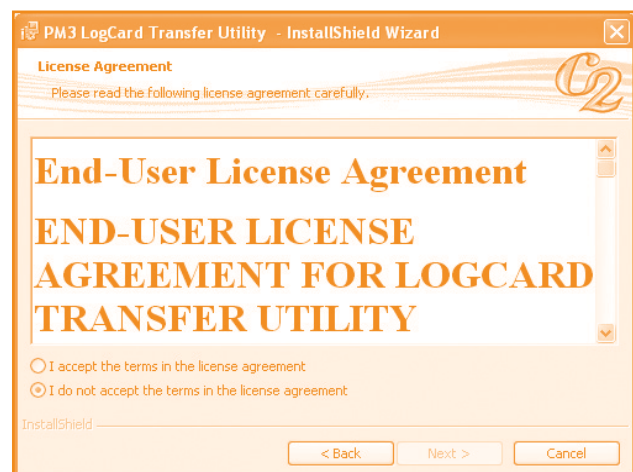 PM3 LogCard Transfer Utility - InstallShield Wizard
License Agreement
Please read the following license agreement carefully.
C2
End-User License Agreement
END-USER LICENSE
AGREEMENT FOR LOGCARD
TRANSFER UTILITY
I accept the terms in the license agreement
I do not accept the terms in the license agreement
InstallShield
< Back Next > Cancel